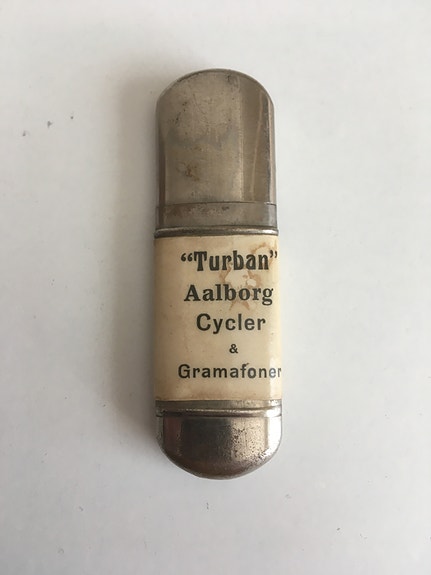 “Turban”
Aalborg
Cycler
&
Gramafoner